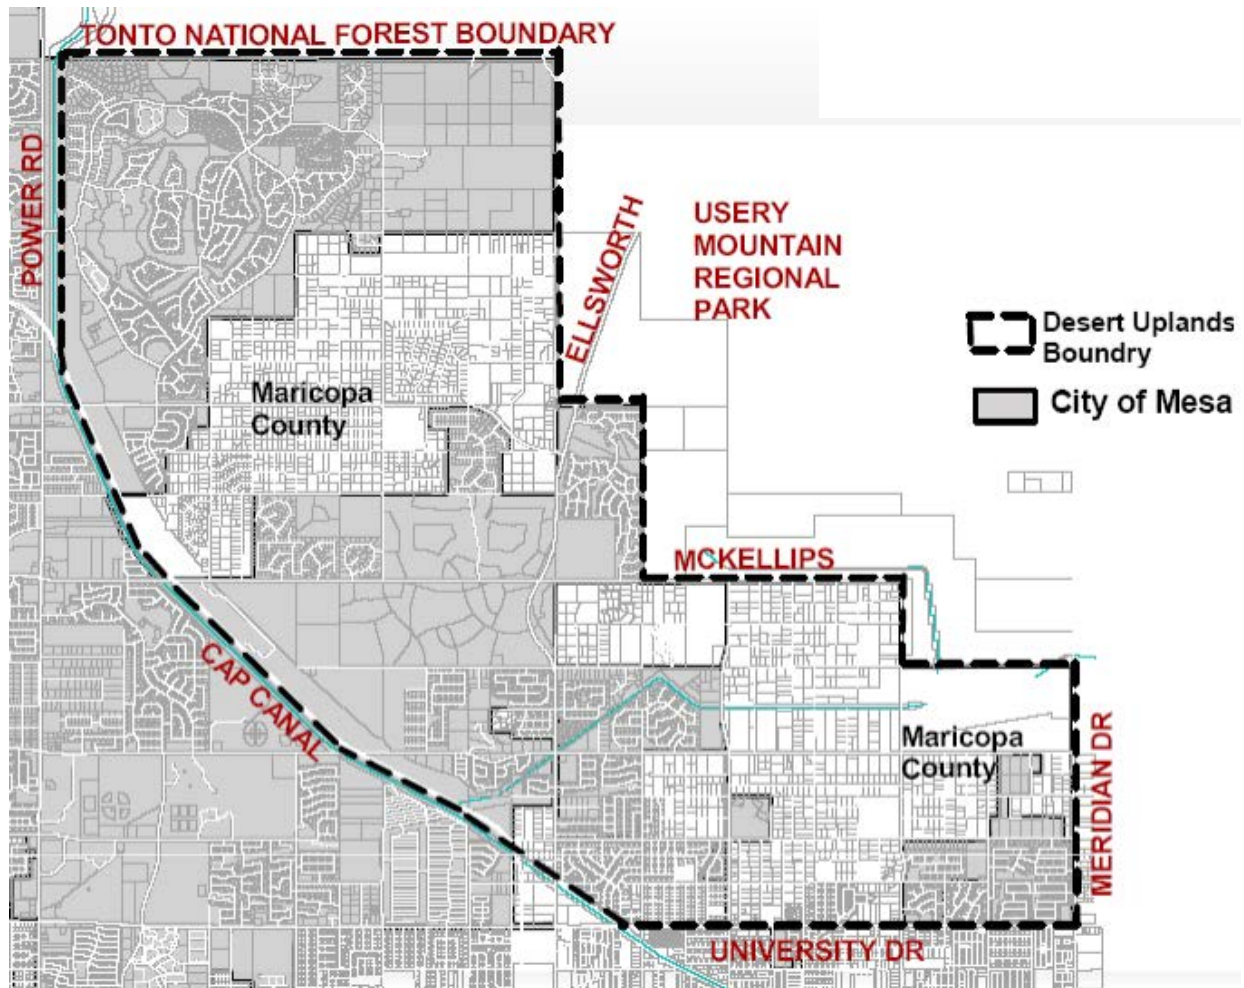 TONTO NATIONAL FOREST BOUNDARY
POWER RD
ELLSWORTH
USERY
MOUNTAIN
REGIONAL
PARK
Desert Uplands
Boundry
City of Mesa
Maricopa
County
MCKELLIPS
CAP CANAL
Maricopa
County
MERIDIAN DR
UNIVERSITY DR